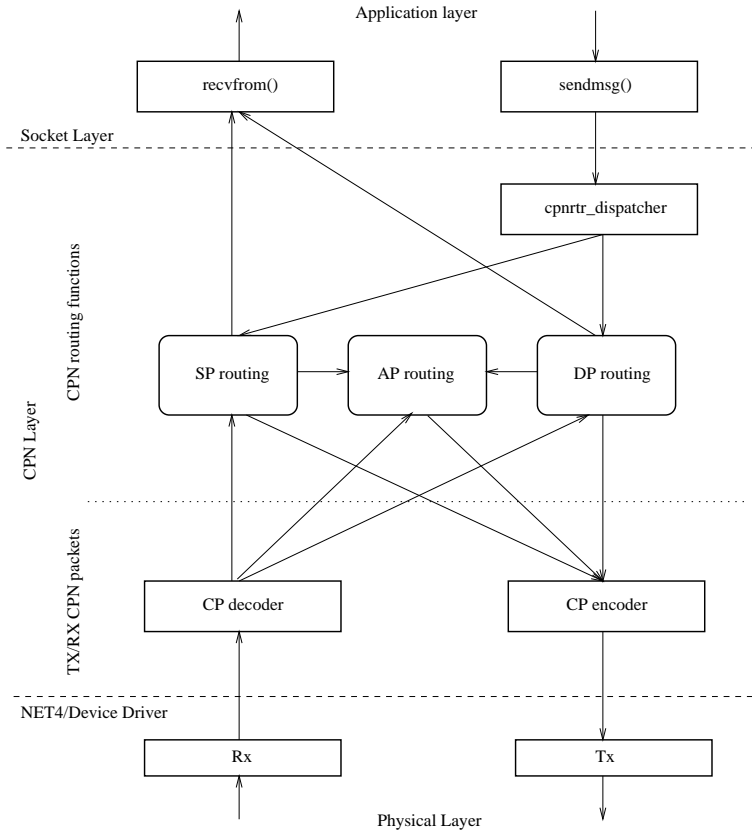 Application layer
recvfrom()
sendmsg()
Socket Layer
cpnrtr_dispatcher
CPN routing functions
SP routing
AP routing
DP routing
CPN Layer
TX/RX CPN packets
CP decoder
CP encoder
NET4/Device Driver
Rx
Tx
Physical Layer